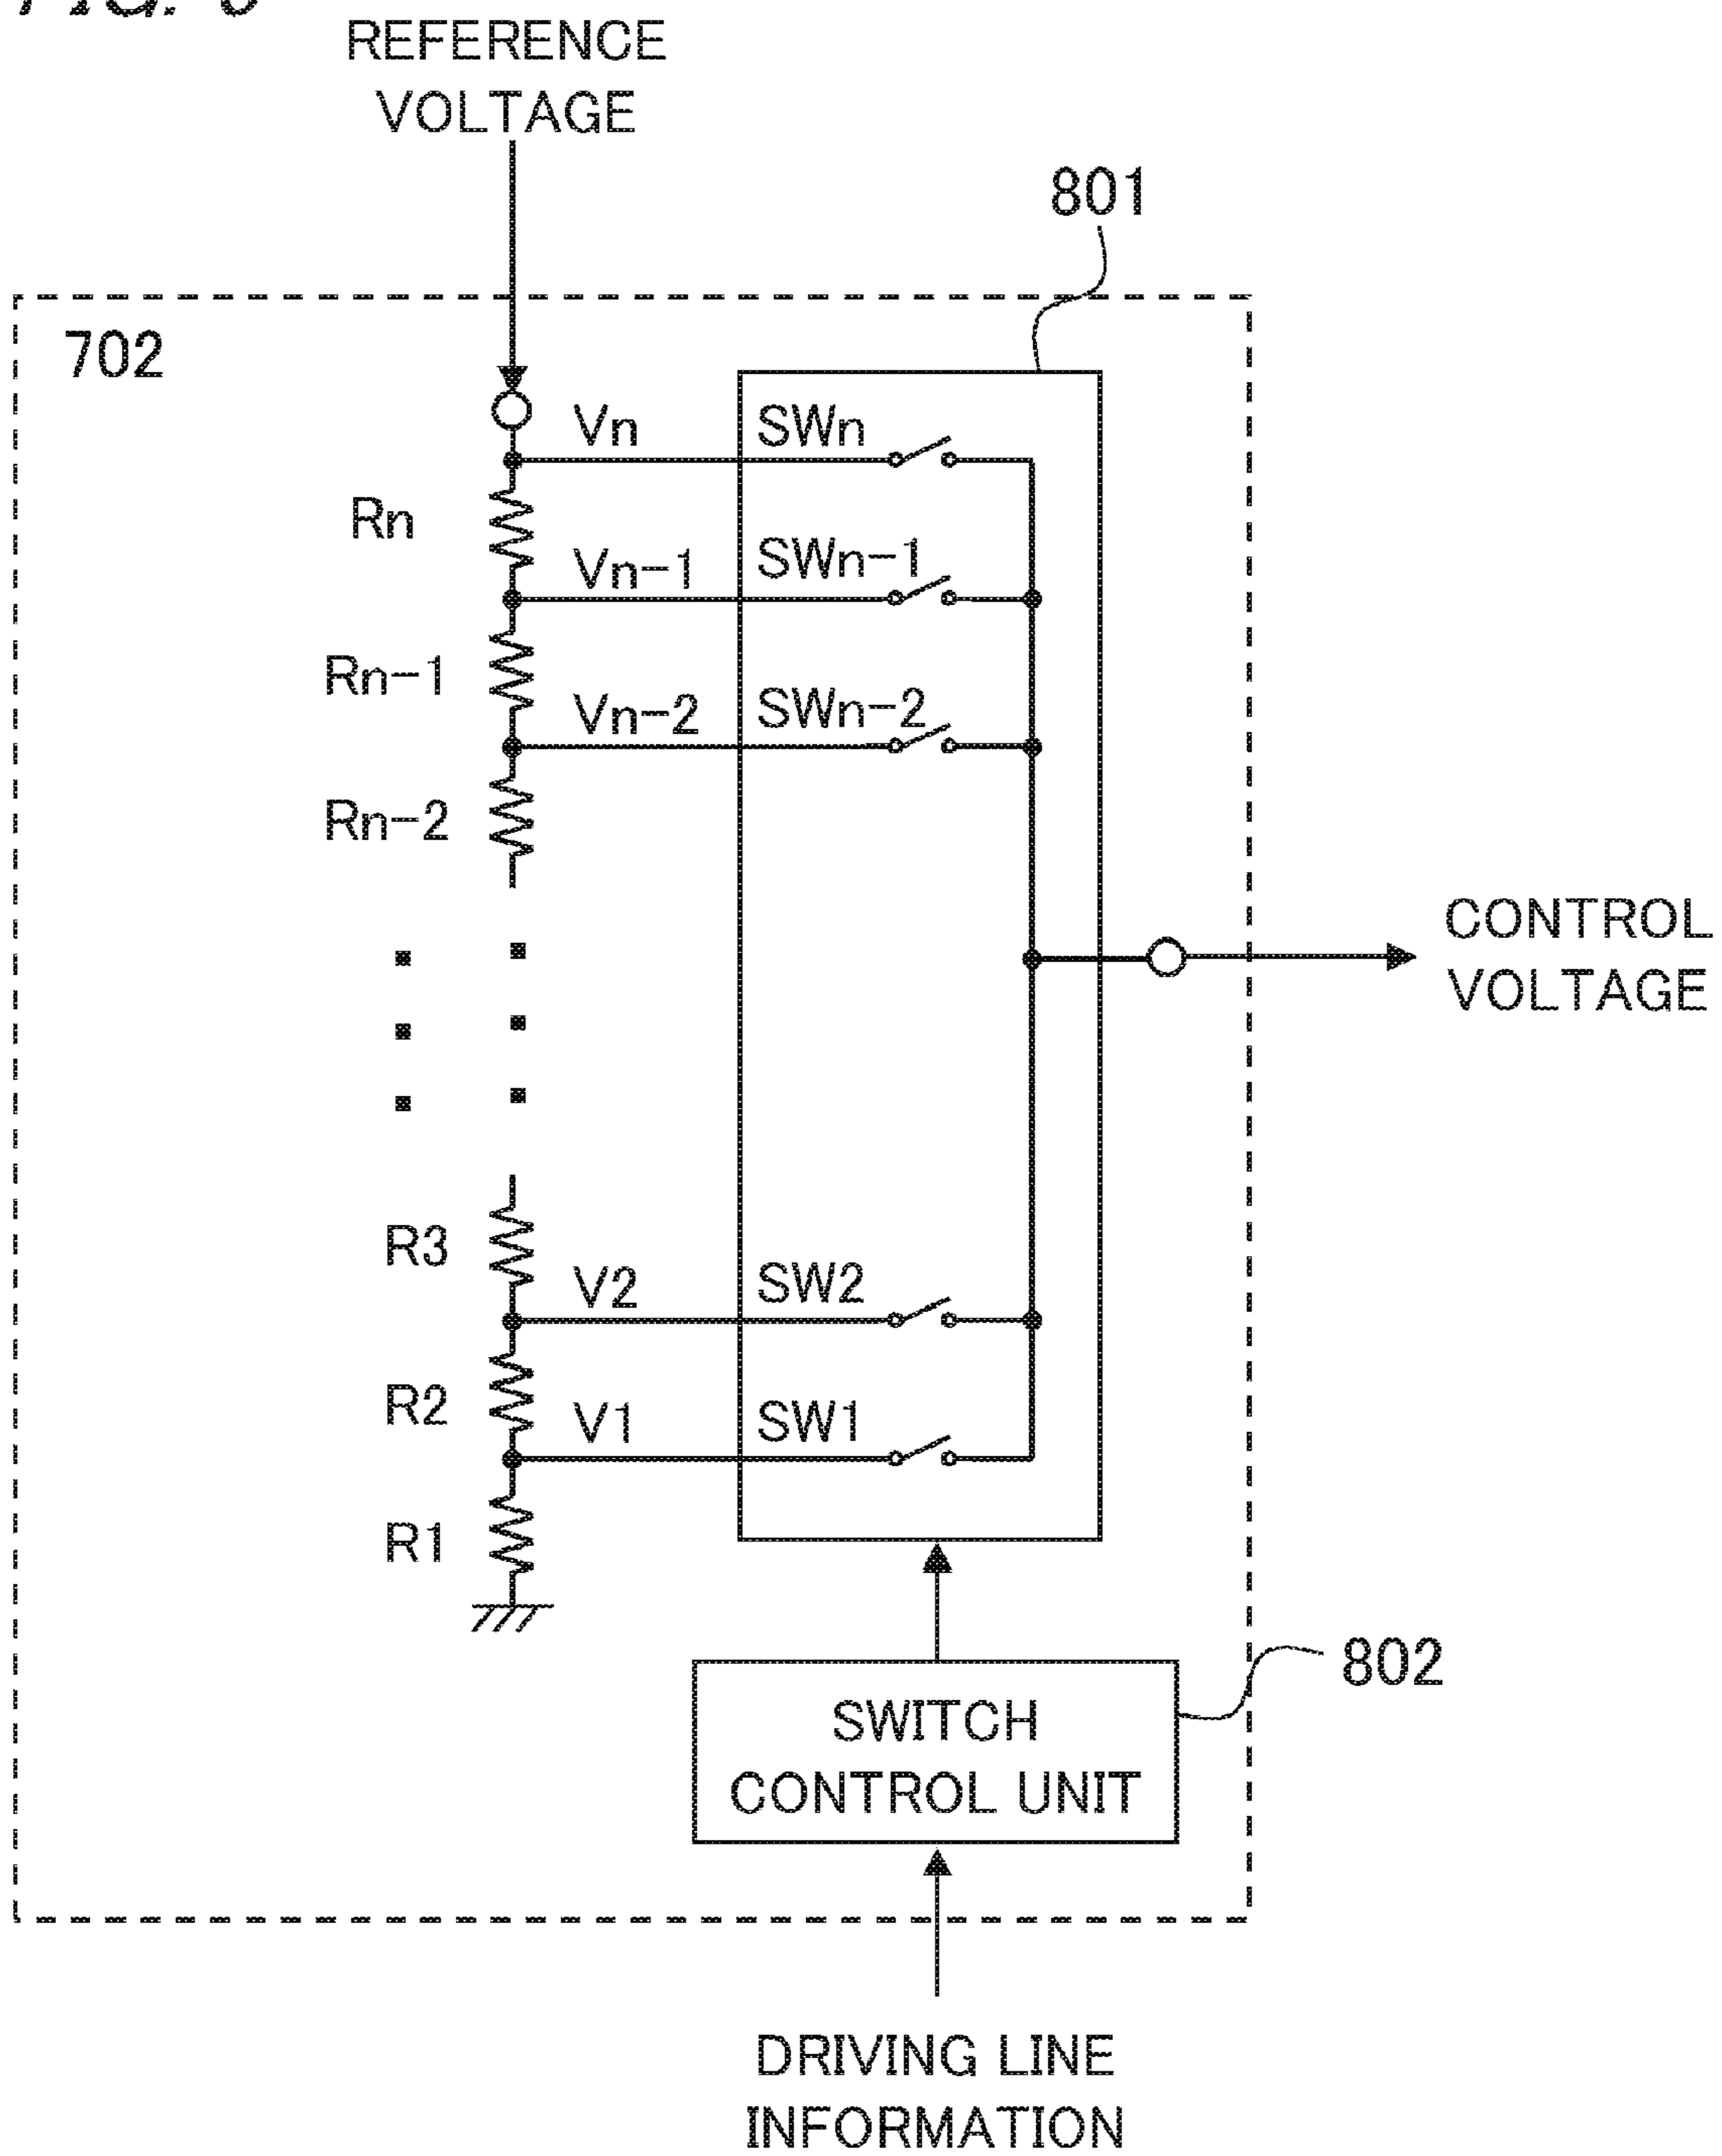 REFERENCE
VOLTAGE
801
702
Vn
SWn
Rn
Vn-1
SWn-1
Rn-1
Vn-2
SWn-2
Rn-2
CONTROL
VOLTAGE
R3
V2
SW2
R2
V1
SW1
R1
802
SWITCH
CONTROL UNIT
DRIVING LINE
INFORMATION